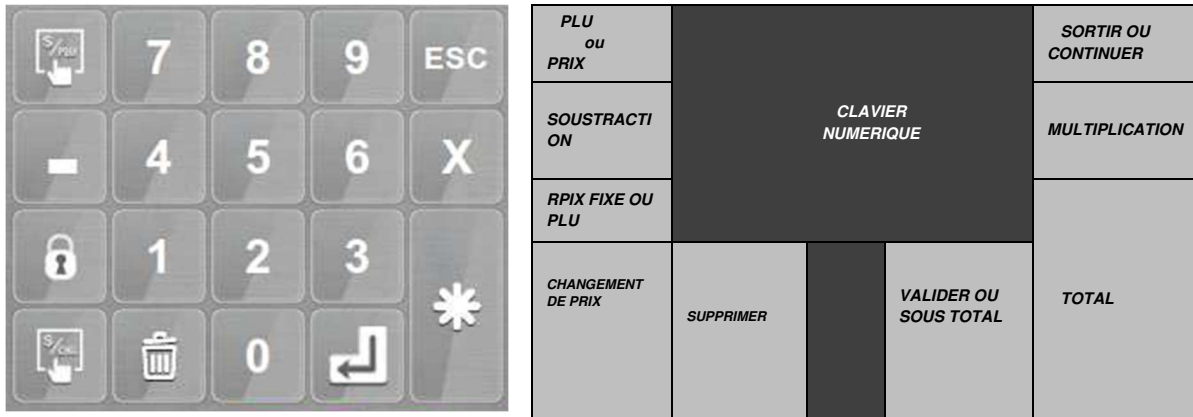 S/PLU
7
8
9
ESC
-
4
5
6
X
1
2
3
0
PLU
ou
PRIX
CLAVIER
NUMERIQUE
SORTIR OU
CONTINUER
SOUSTRACTI
ON
MULTIPLICATION
RPIX FIXE OU
PLU
CHANGEMENT
DE PRIX
SUPPRIMER
VALIDER OU
SOUS TOTAL
TOTAL